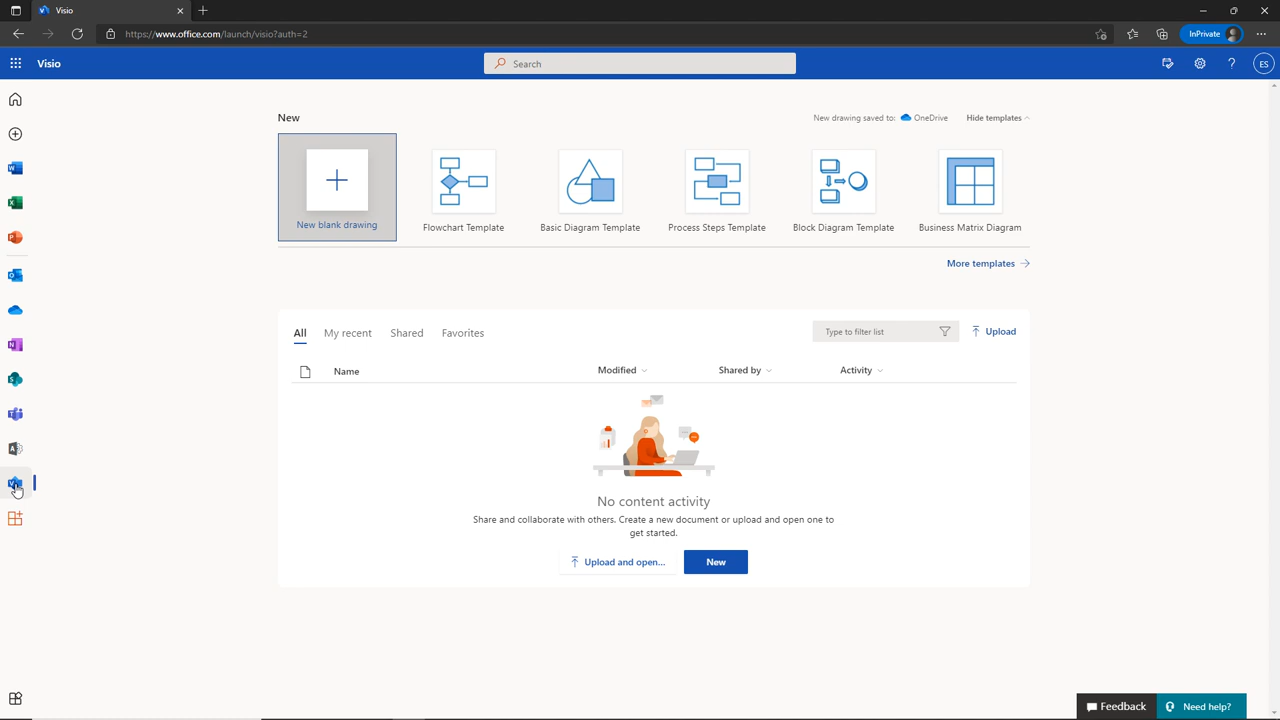 Visio
https://www.office.com/launch/visio?auth=2
InPrivate
Visio
Search
ES
New
New drawing saved to: OneDrive
Hide templates
New blank drawing
Flowchart Template
Basic Diagram Template
Process Steps Template
Block Diagram Template
Business Matrix Diagram
More templates
All
My recent
Shared
Favorites
Type to filter list
Upload
Name
Modified
Shared by
Activity
No content activity
Share and collaborate with others. Create a new document or upload and open one to
get started.
Upload and open...
New
Feedback
Need help?